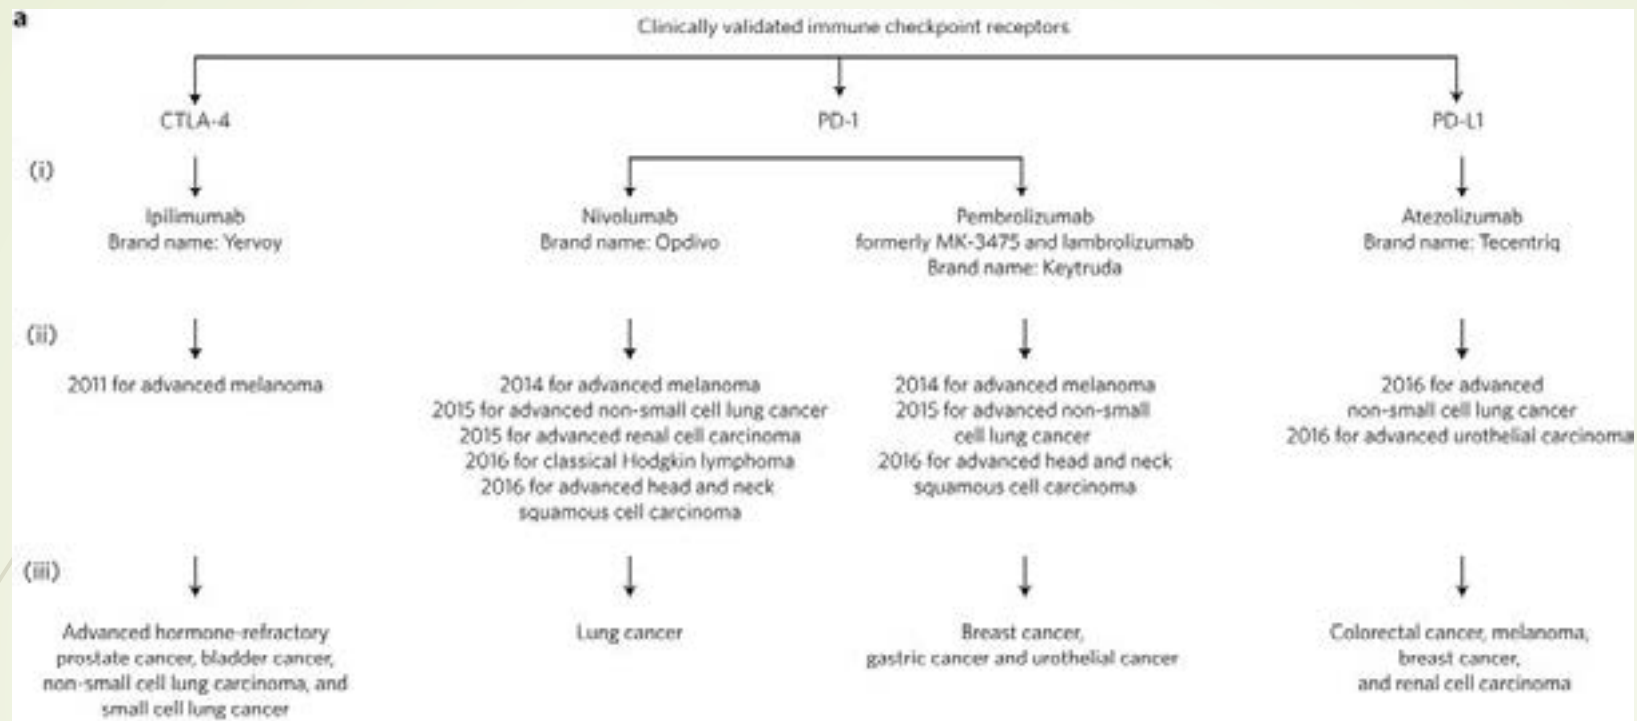 a
Clinically validated immune checkpoint receptors
CTLA-4
PD-1
PD-L1
(i)
Ipilimumab
Brand name: Yervoy
Nivolumab
Brand name: Opdivo
Pembrolizumab
formerly MK-3475 and lambrolizumab
Brand name: Keytruda
Atezolizumab
Brand name: Tecentriq
(ii)
2011 for advanced melanoma
2014 for advanced melanoma
2015 for advanced non-small cell lung cancer
2015 for advanced renal cell carcinoma
2016 for classical Hodgkin lymphoma
2016 for advanced head and neck
squamous cell carcinoma
2014 for advanced melanoma
2015 for advanced non-small
cell lung cancer
2016 for advanced head and neck
squamous cell carcinoma
2016 for advanced
non-small cell lung cancer
2016 for advanced urothelial carcinoma
(iii)
Advanced hormone-refractory
prostate cancer, bladder cancer,
non-small cell lung carcinoma, and
small cell lung cancer
Lung cancer
Breast cancer,
gastric cancer and urothelial cancer
Colorectal cancer, melanoma,
breast cancer,
and renal cell carcinoma